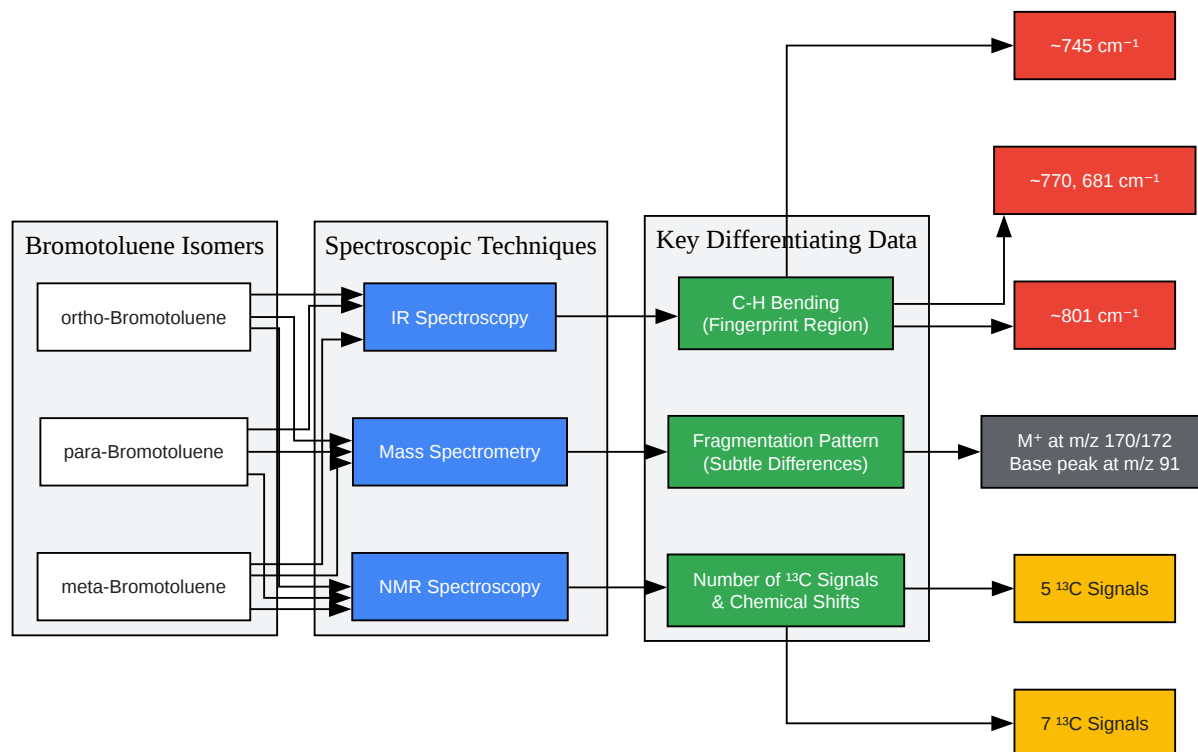 ~745 cm⁻¹
~770, 681 cm⁻¹
Bromotoluene Isomers
Spectroscopic Techniques
Key Differentiating Data
ortho-Bromotoluene
IR Spectroscopy
C-H Bending
(Fingerprint Region)
~801 cm⁻¹
para-Bromotoluene
Mass Spectrometry
Fragmentation Pattern
(Subtle Differences)
M⁺ at m/z 170/172
Base peak at m/z 91
meta-Bromotoluene
NMR Spectroscopy
Number of ¹³C Signals
& Chemical Shifts
5 ¹³C Signals
7 ¹³C Signals